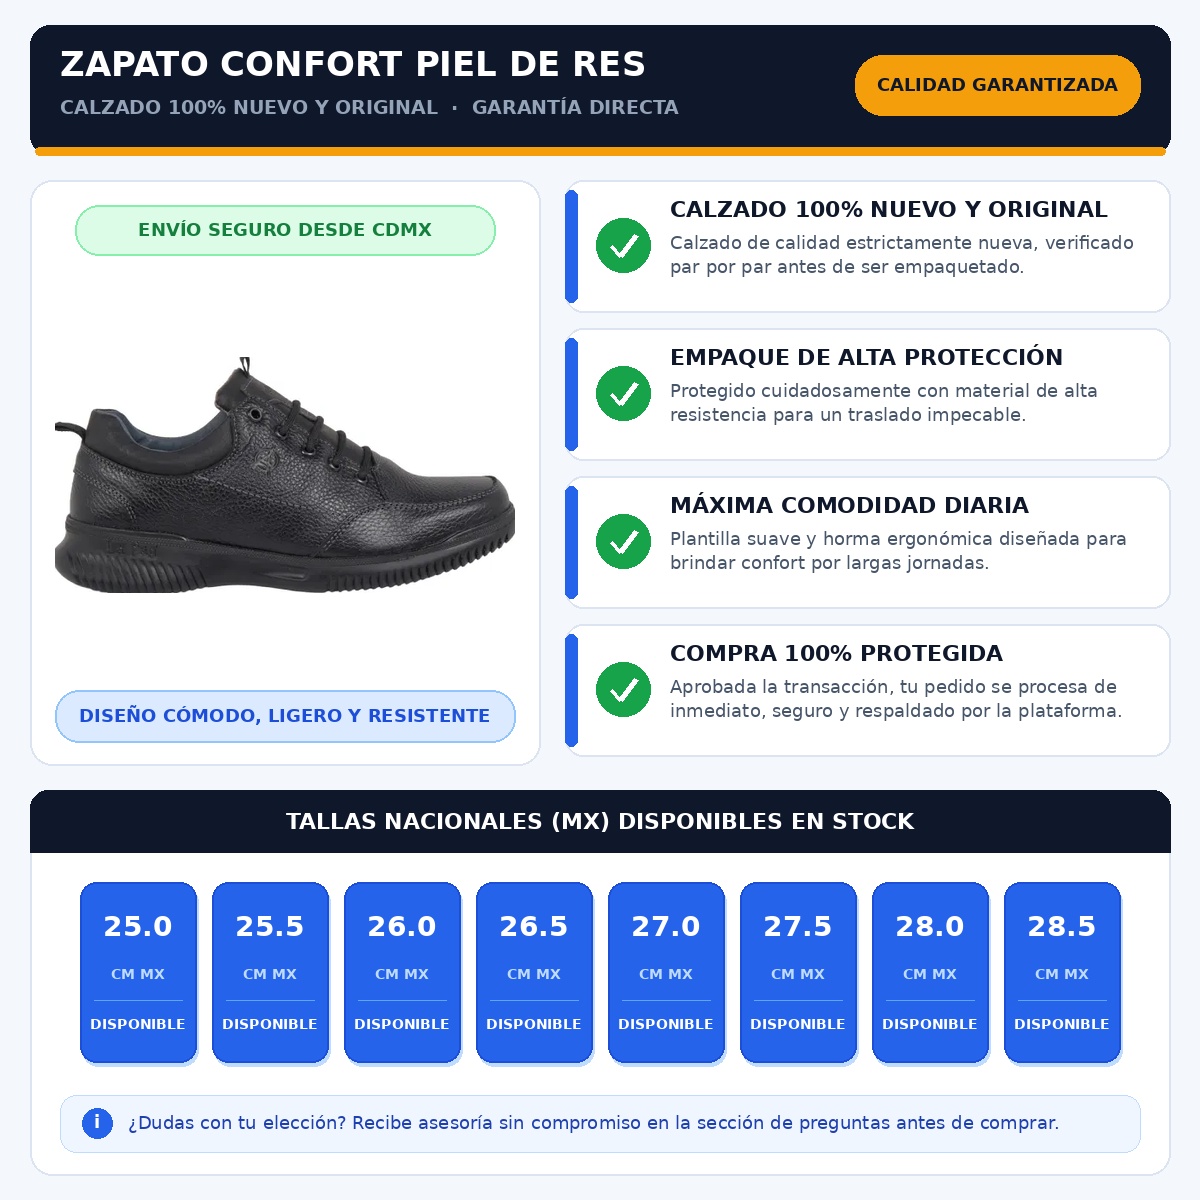 ZAPATO CONFORT PIEL DE RES
CALZADO 100% NUEVO Y ORIGINAL · GARANTÍA DIRECTA
CALIDAD GARANTIZADA
ENVÍO SEGURO DESDE CDMX
DISEÑO CÓMODO, LIGERO Y RESISTENTE
CALZADO 100% NUEVO Y ORIGINAL
Calzado de calidad estrictamente nueva, verificado
par por par antes de ser empaquetado.
EMPAQUE DE ALTA PROTECCIÓN
Protegido cuidadosamente con material de alta
resistencia para un traslado impecable.
MÁXIMA COMODIDAD DIARIA
Plantilla suave y horma ergonómica diseñada para
brindar confort por largas jornadas.
COMPRA 100% PROTEGIDA
Aprobada la transacción, tu pedido se procesa de
inmediato, seguro y respaldado por la plataforma.
TALLAS NACIONALES (MX) DISPONIBLES EN STOCK
25.0 25.5 26.0 26.5 27.0 27.5 28.0 28.5
CM MX CM MX CM MX CM MX CM MX CM MX CM MX CM MX
DISPONIBLE DISPONIBLE DISPONIBLE DISPONIBLE DISPONIBLE DISPONIBLE DISPONIBLE DISPONIBLE
i ¿Dudas con tu elección? Recibe asesoría sin compromiso en la sección de preguntas antes de comprar.